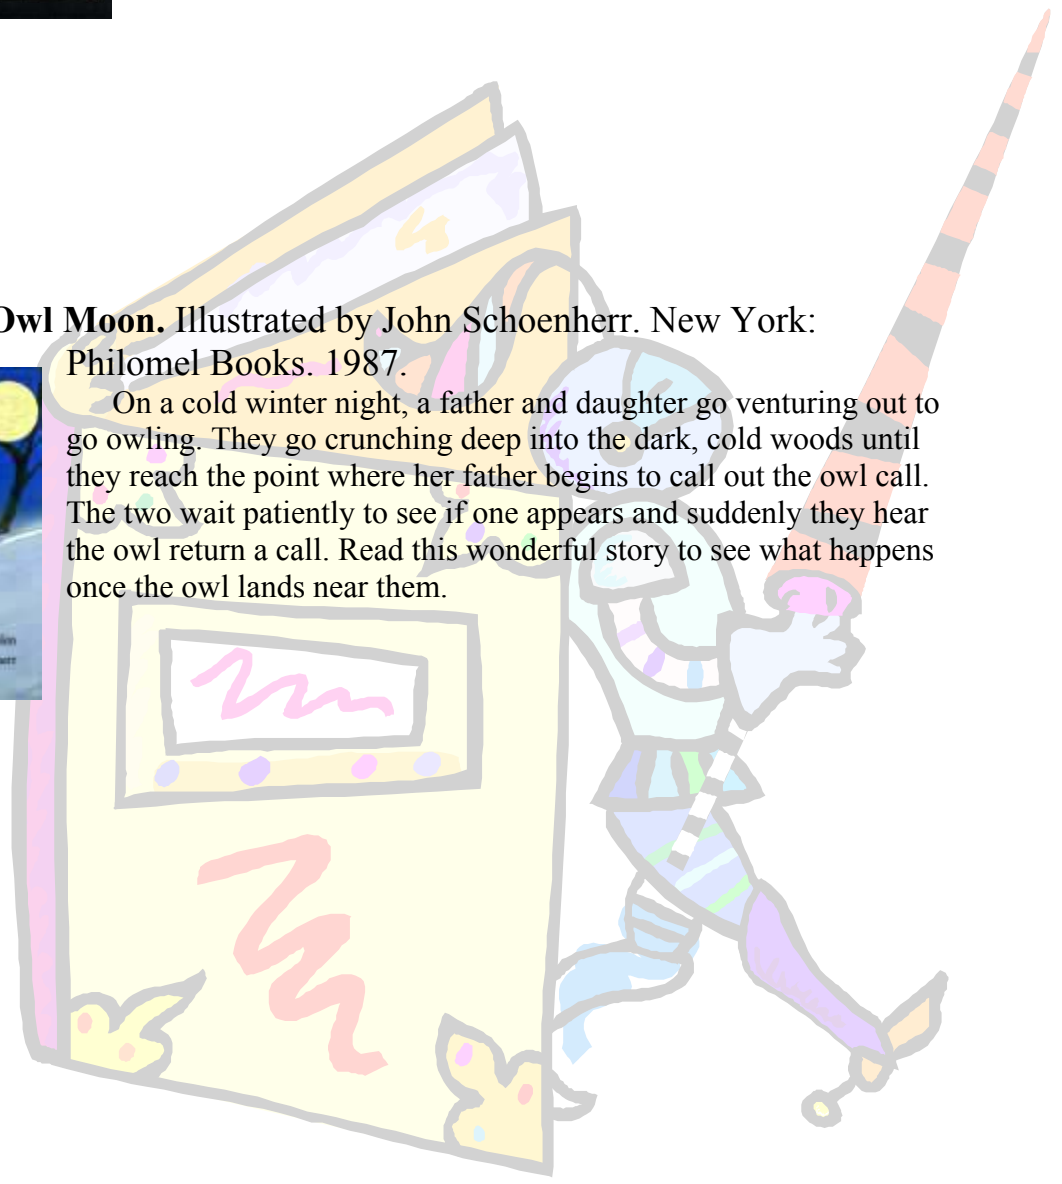 Owl Moon. Illustrated by John Schoenherr. New York:
Philomel Books. 1987.
On a cold winter night, a father and daughter go venturing out to
go owling. They go crunching deep into the dark, cold woods until
they reach the point where her father begins to call out the owl call.
The two wait patiently to see if one appears and suddenly they hear
the owl return a call. Read this wonderful story to see what happens
once the owl lands near them.